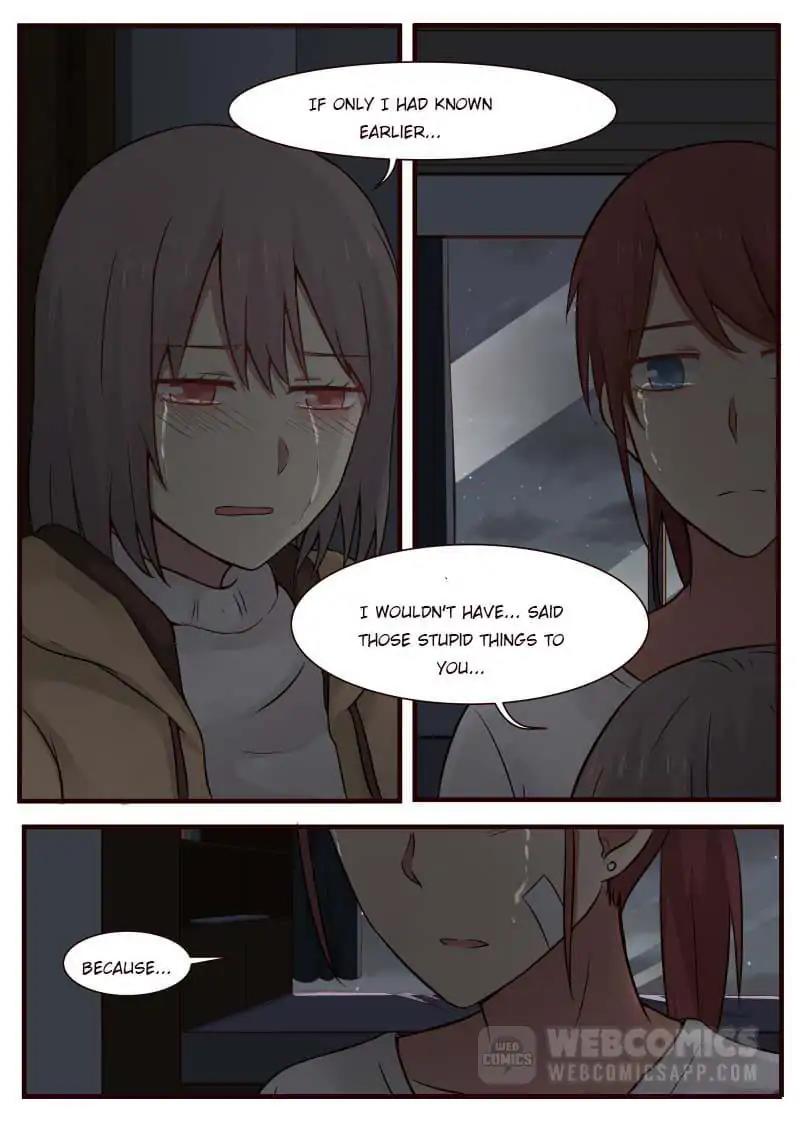 IF ONLY I HAD KNOWN
EARLIER...
I WOULDN'T HAVE... SAID
THOSE STUPID THINGS TO
YOU...
BECAUSE...
WEB
COMICS
WEBCOMICS
WEBCOMICSAPP.COM